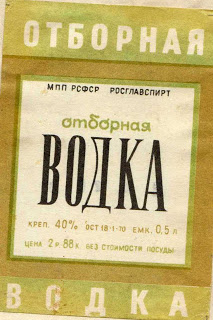 ОТБОРНАЯ
МПП РСФСР РОСГЛАВСПИРТ
отборная
ВОДКА
КРЕП. 40% ОСТ 18-1-70 ЕМК. 0,5 Л
ЦЕНА 2 Р. 88 К. БЕЗ СТОИМОСТИ ПОСУДЫ
ВОДКА